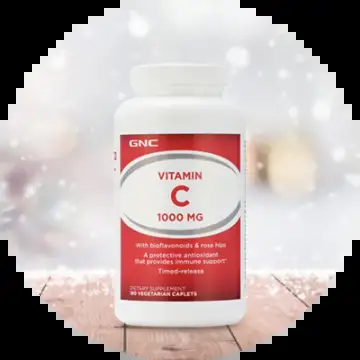 GNC
VITAMIN
C
1000 MG
With bioflavonoids & rose hips
A protective antioxidant
that provides immune support*
Timed-release
DIETARY SUPPLEMENT
90 VEGETARIAN CAPLETS